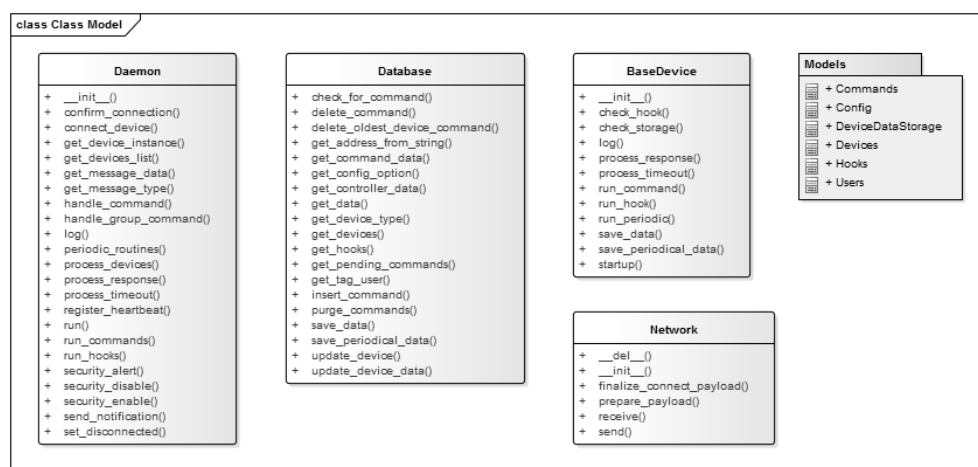 class Class Model
Daemon
+ __init__()
+ confirm_connection()
+ connect_device()
+ get_device_instance()
+ get_devices_list()
+ get_message_data()
+ get_message_type()
+ handle_command()
+ handle_group_command()
+ log()
+ periodic_routines()
+ process_devices()
+ process_response()
+ process_timeout()
+ register_heartbeat()
+ run()
+ run_commands()
+ run_hooks()
+ security_alert()
+ security_disable()
+ security_enable()
+ send_notification()
+ set_disconnected()
Database
+ check_for_command()
+ delete_command()
+ delete_oldest_device_command()
+ get_address_from_string()
+ get_command_data()
+ get_config_option()
+ get_controller_data()
+ get_data()
+ get_device_type()
+ get_devices()
+ get_hooks()
+ get_pending_commands()
+ get_tag_user()
+ insert_command()
+ purge_commands()
+ save_data()
+ save_periodical_data()
+ update_device()
+ update_device_data()
BaseDevice
+ __init__()
+ check_hook()
+ check_storage()
+ log()
+ process_response()
+ process_timeout()
+ run_command()
+ run_hook()
+ run_periodic()
+ save_data()
+ save_periodical_data()
+ startup()
Network
+ __del__()
+ __init__()
+ finalize_connect_payload()
+ prepare_payload()
+ receive()
+ send()
Models
+ Commands
+ Config
+ DeviceDataStorage
+ Devices
+ Hooks
+ Users